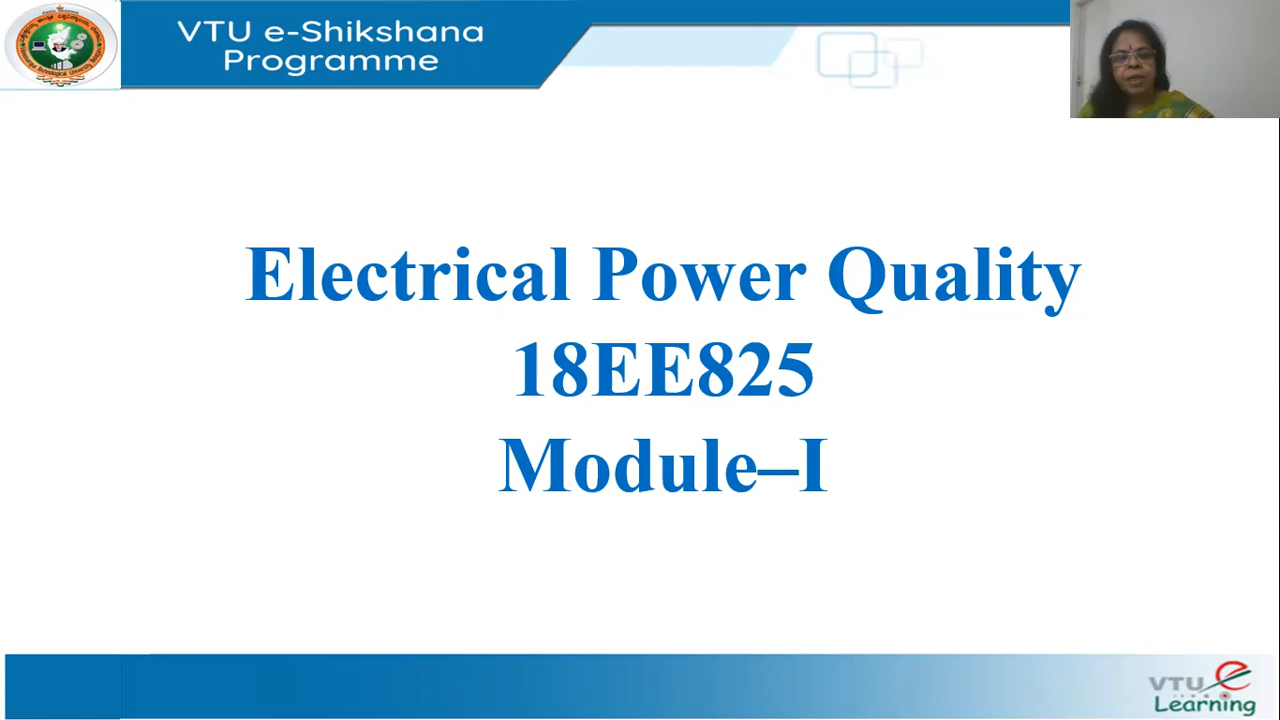 VTU e-Shikshana
Programme
Electrical Power Quality
18EE825
Module–I
VTU e
Learning